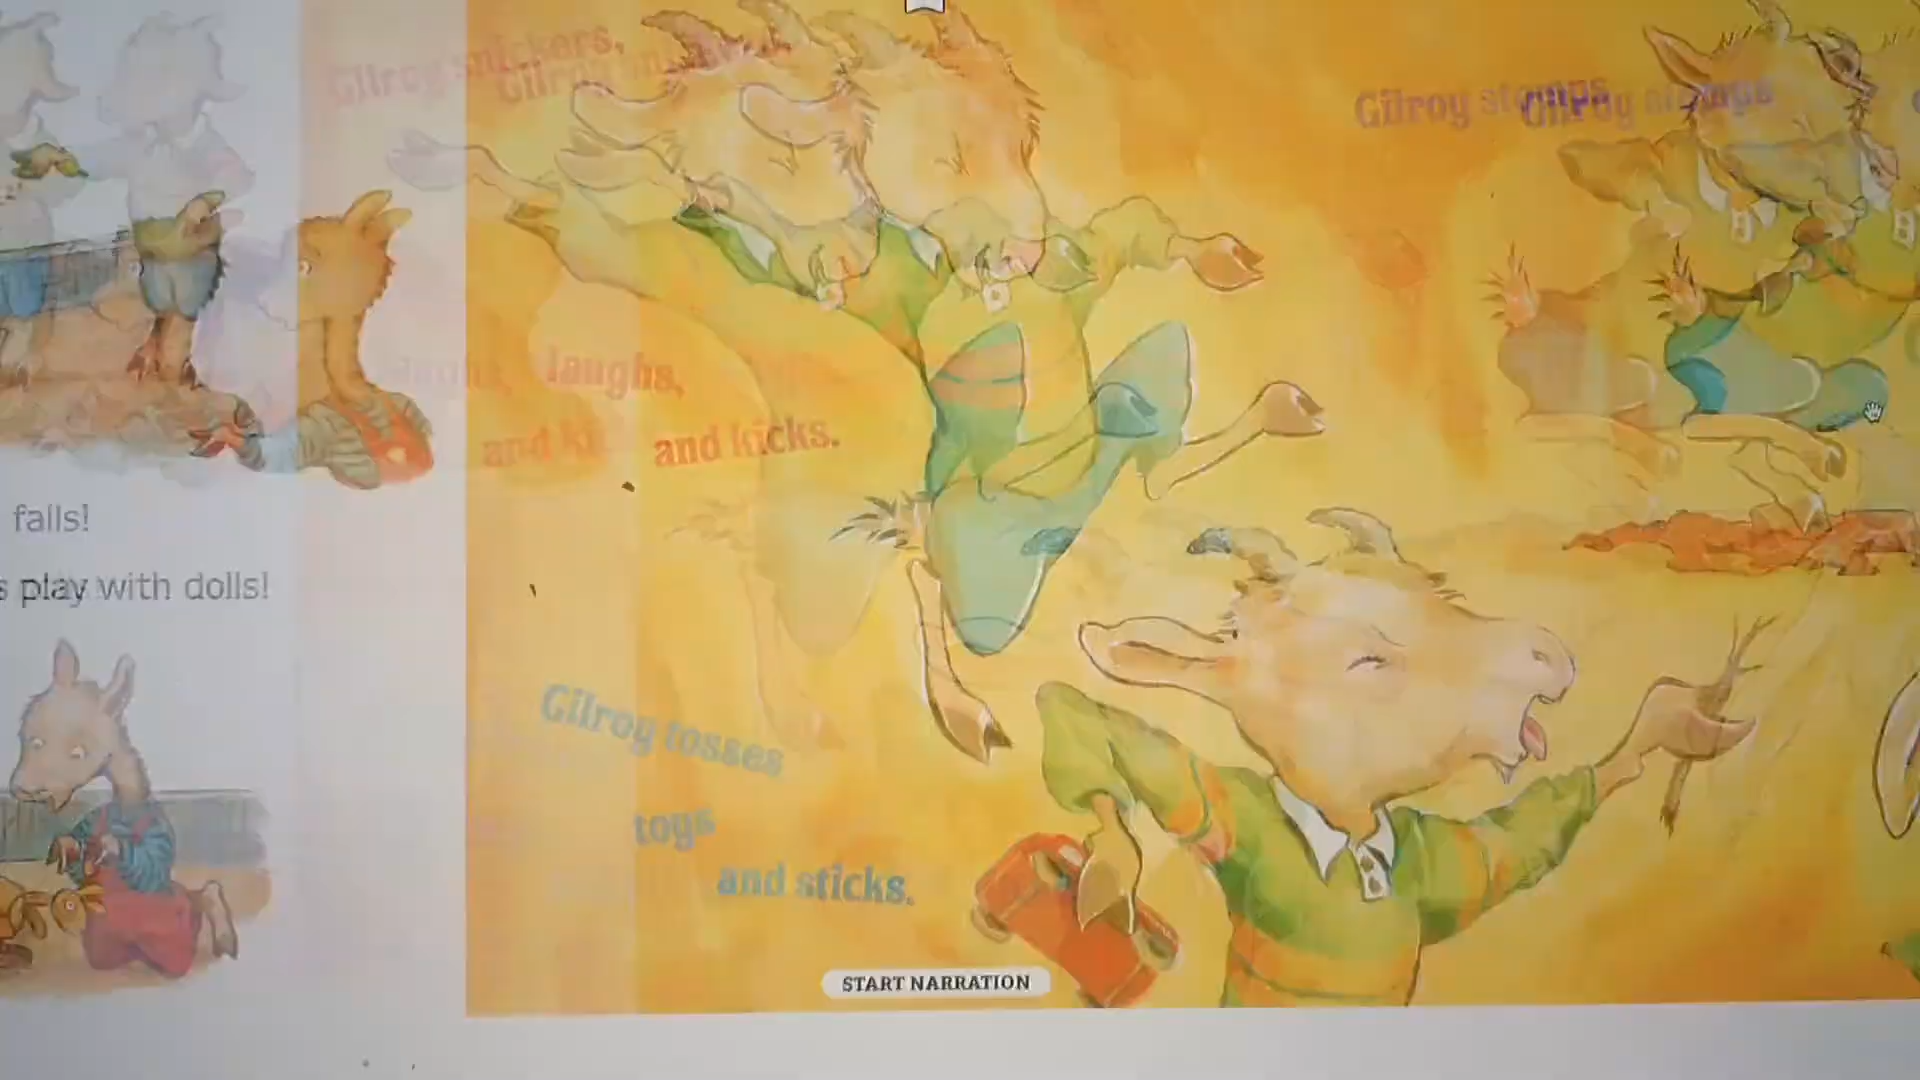 falls!
play with dolls!
Gilroy snickers,
laughs,
and kicks.
Gilroy stomps
Gilroy tosses
toys
and sticks.
START NARRATION